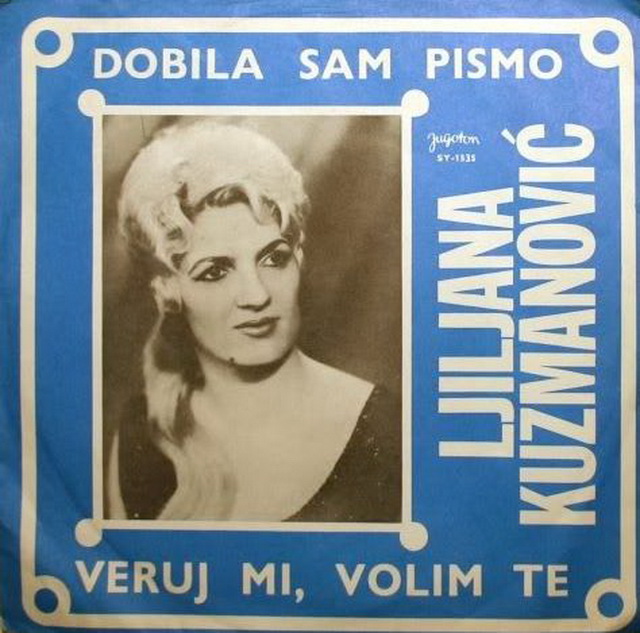 DOBILA SAM PISMO
Jugoton
SY-1535
LJILJANA
KUZMANOVIĆ
VERUJ MI, VOLIM TE